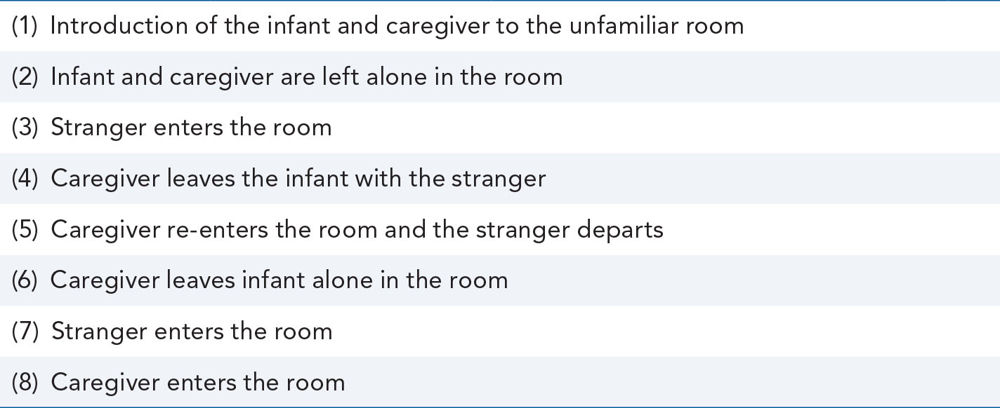 (1) Introduction of the infant and caregiver to the unfamiliar room
(2) Infant and caregiver are left alone in the room
(3) Stranger enters the room
(4) Caregiver leaves the infant with the stranger
(5) Caregiver re-enters the room and the stranger departs
(6) Caregiver leaves infant alone in the room
(7) Stranger enters the room
(8) Caregiver enters the room